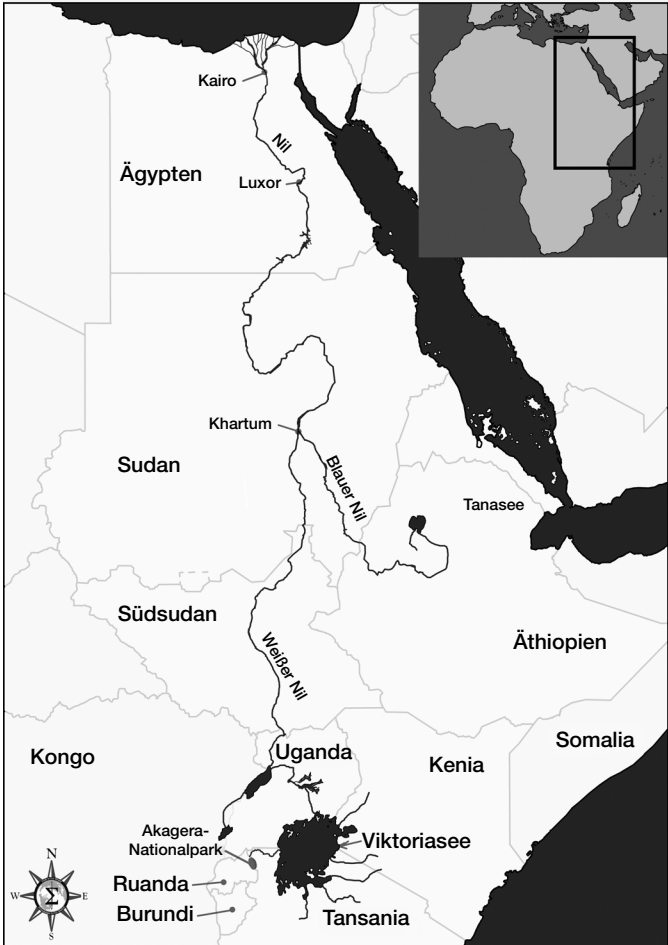 Kairo
Nil
Ägypten
Luxor
Khartum
Sudan
Blauer Nil
Tanasee
Südsudan
Äthiopien
Weißer Nil
Somalia
Uganda
Kongo
Kenia
Akagera-
Nationalpark
Viktoriasee
N
W
Σ
E
S
Ruanda
Burundi
Tansania